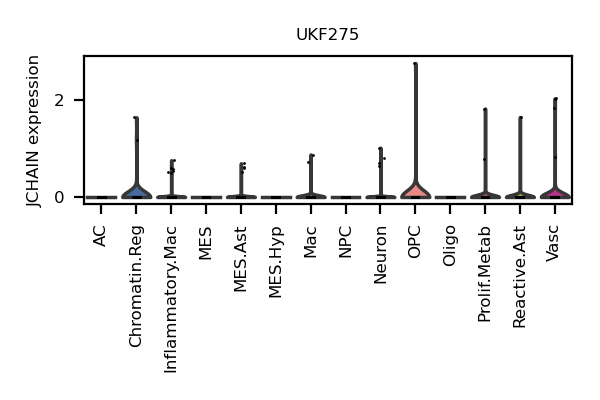 UKF275
JCHAIN expression
2
0
AC
Chromatin.Reg
Inflammatory.Mac
MES
MES.Ast
MES.Hyp
Mac
NPC
Neuron
OPC
Oligo
Prolif.Metab
Reactive.Ast
Vasc